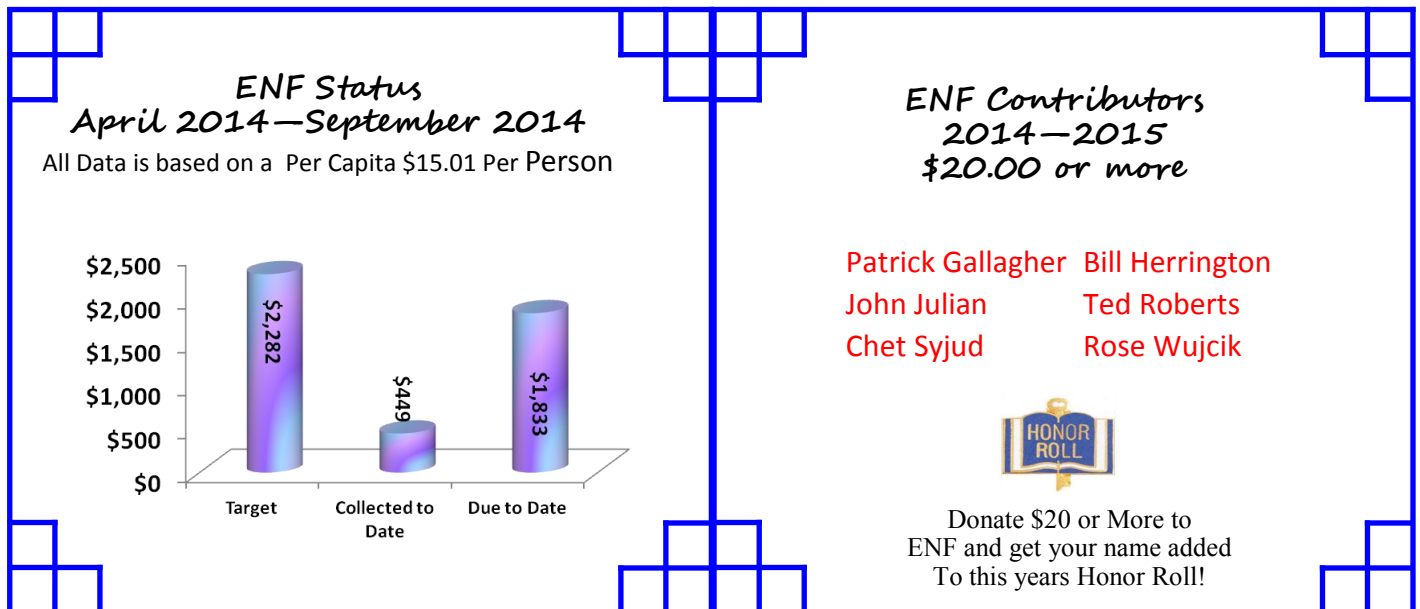 ENF Status
April 2014—September 2014
All Data is based on a Per Capita $15.01 Per Person
$2,500
$2,000
$1,500
$1,000
$500
$0
$2,282
$449
$1,833
Target
Collected to
Date
Due to Date
ENF Contributors
2014—2015
$20.00 or more
Patrick Gallagher Bill Herrington
John Julian Ted Roberts
Chet Syjud Rose Wujcik
HONOR
ROLL
Donate $20 or More to
ENF and get your name added
To this years Honor Roll!